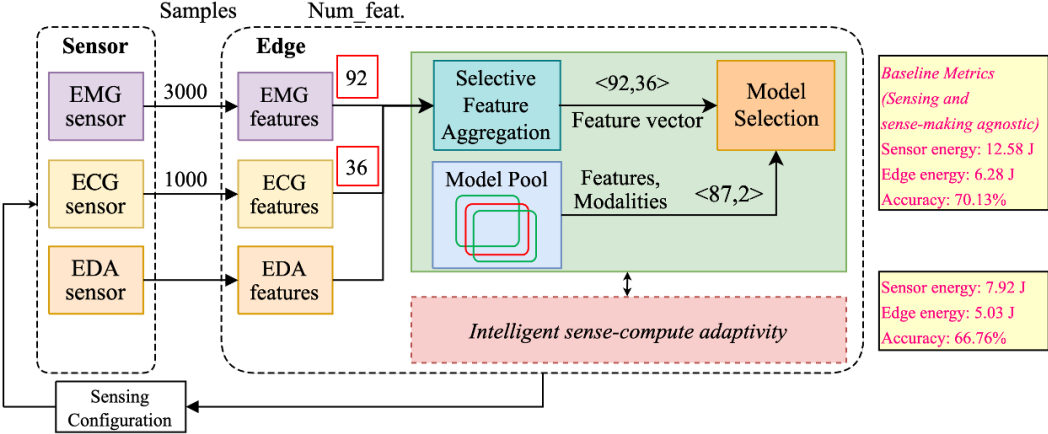 Samples
Num_feat.
Sensor
Edge
EMG
sensor
3000
EMG
features
92
Selective
Feature
Aggregation
<92,36>
Feature vector
Model
Selection
ECG
sensor
1000
ECG
features
36
Model Pool
Features,
Modalities
<87,2>
EDA
sensor
EDA
features
Intelligent sense-compute adaptivity
Sensing
Configuration
Baseline Metrics
(Sensing and
sense-making agnostic)
Sensor energy: 12.58 J
Edge energy: 6.28 J
Accuracy: 70.13%
Sensor energy: 7.92 J
Edge energy: 5.03 J
Accuracy: 66.76%